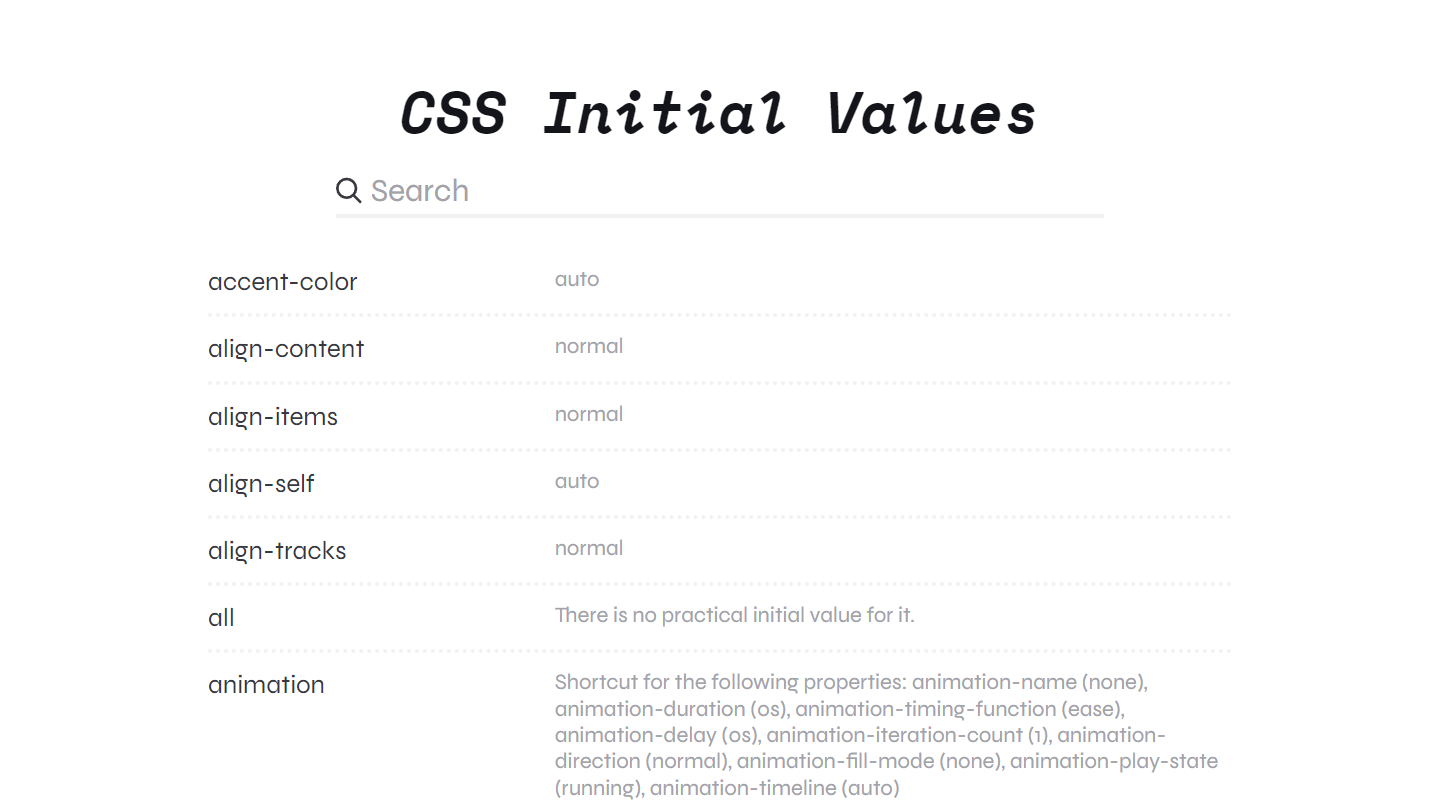 CSS Initial Values
Search
accent-color
auto
align-content
normal
align-items
normal
align-self
auto
align-tracks
normal
all
There is no practical initial value for it.
animation
Shortcut for the following properties: animation-name (none),
animation-duration (0s), animation-timing-function (ease),
animation-delay (0s), animation-iteration-count (1), animation-
direction (normal), animation-fill-mode (none), animation-play-state
(running), animation-timeline (auto)